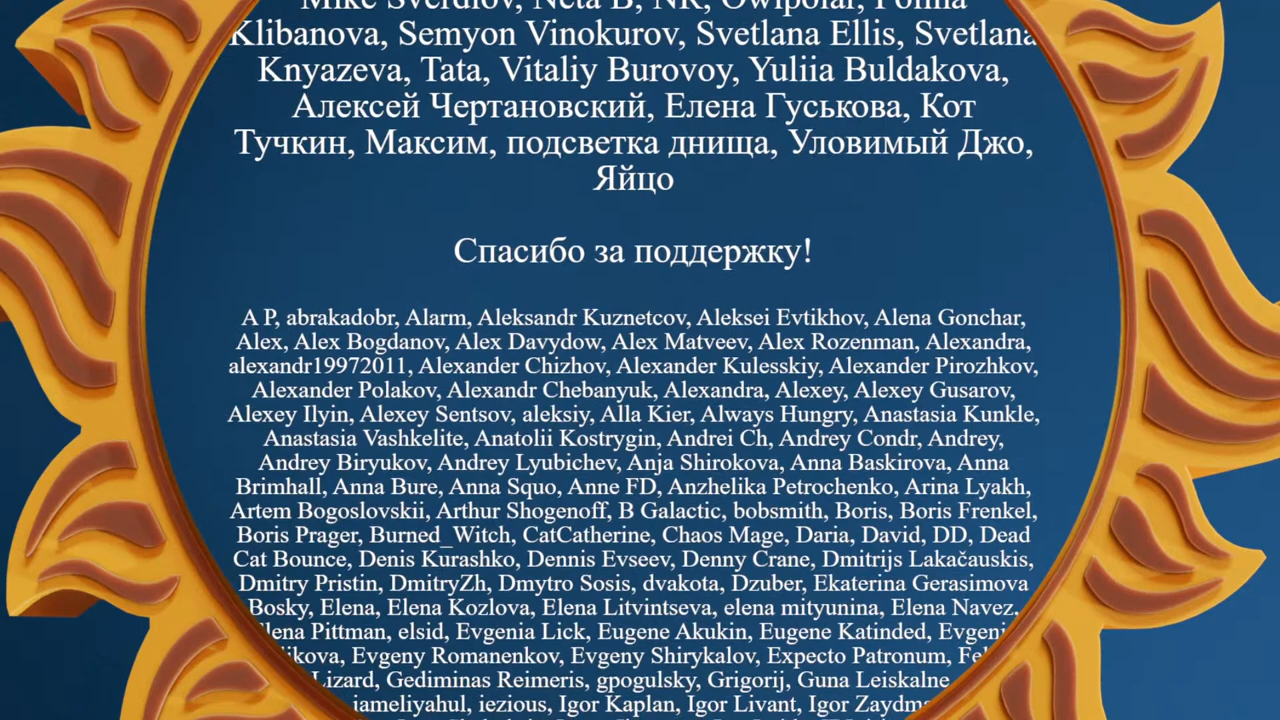 Mike Sverdlov, Neta B, NR, Owlpolar, Polina
Klibanova, Semyon Vinokurov, Svetlana Ellis, Svetlana
Knyazeva, Tata, Vitaliy Burovoy, Yuliia Buldakova,
Алексей Чертановский, Елена Гуськова, Кот
Тучкин, Максим, подсветка днища, Уловимый Джо,
Яйцо
Спасибо за поддержку!
A P, abrakadobr, Alarm, Aleksandr Kuznetcov, Aleksei Evtikhov, Alena Gonchar,
Alex, Alex Bogdanov, Alex Davydow, Alex Matveev, Alex Rozenman, Alexandra,
alexandr19972011, Alexander Chizhov, Alexander Kulesskiy, Alexander Pirozhkov,
Alexander Polakov, Alexandr Chebanyuk, Alexandra, Alexey, Alexey Gusarov,
Alexey Ilyin, Alexey Sentsov, aleksiy, Alla Kier, Always Hungry, Anastasia Kunkle,
Anastasia Vashkelite, Anatolii Kostrygin, Andrei Ch, Andrey Condr, Andrey,
Andrey Biryukov, Andrey Lyubichev, Anja Shirokova, Anna Baskirova, Anna
Brimhall, Anna Bure, Anna Squo, Anne FD, Anzhelika Petrochenko, Arina Lyakh,
Artem Bogoslovskii, Arthur Shogenoff, B Galactic, bobsmith, Boris, Boris Frenkel,
Boris Prager, Burned_Witch, CatCatherine, Chaos Mage, Daria, David, DD, Dead
Cat Bounce, Denis Kurashko, Dennis Evseev, Denny Crane, Dmitrijs Lakačauskis,
Dmitry Pristin, DmitryZh, Dmytro Sosis, dvakota, Dzuber, Ekaterina Gerasimova
Bosky, Elena, Elena Kozlova, Elena Litvintseva, elena mityunina, Elena Navez,
Pittman, elsid, Evgenia Lick, Eugene Akukin, Eugene Katinded,
Evgeny Romanenkov, Evgeny Shirykalov, Expecto Patronum,
Lizard, Gediminas Reimeris, gpogulsky, Grigorij, Guna Leiskalne
iameliyahul, iezious, Igor Kaplan, Igor Livant, Igor